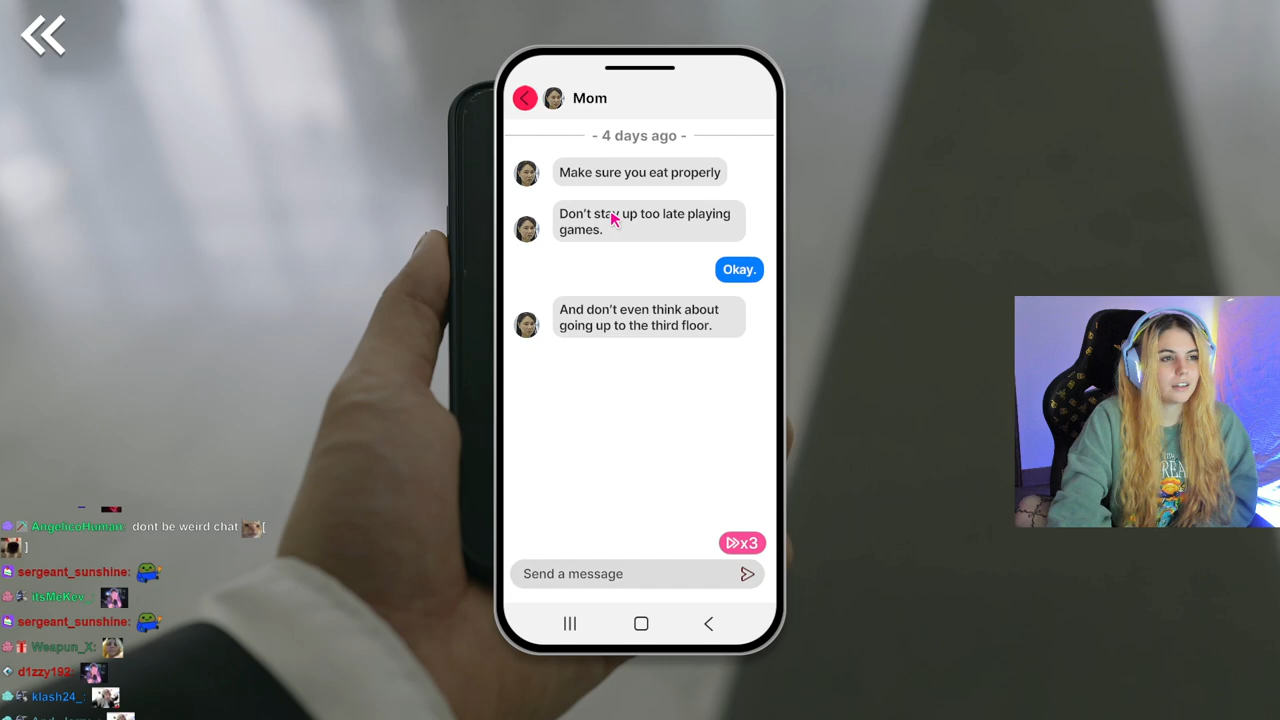 Mom
- 4 days ago -
Make sure you eat properly
Don't stay up too late playing
games.
Okay.
And don't even think about
going up to the third floor.
x3
Send a message
AngelicoHuman: dont be weird chat [
]
sergeant_sunshine:
itsMeKev_:
sergeant_sunshine:
Weapun_X:
d1zzy192:
klash24_: